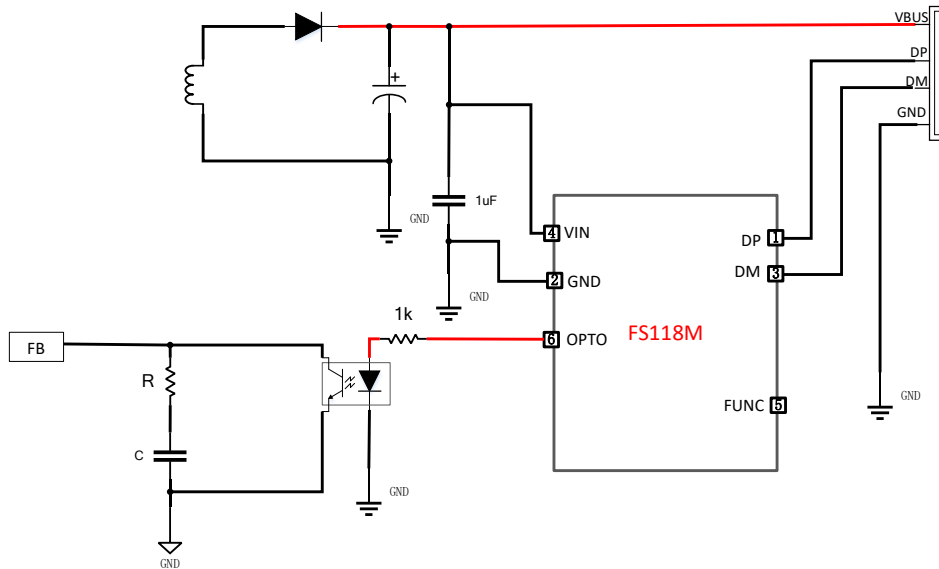 VBUS
DP
DM
GND
+
1uF
GND
4 VIN
DP 1
GND
2 GND
DM 3
1k
6 OPTO
FS118M
FB
R
FUNC 5
GND
C
GND
GND